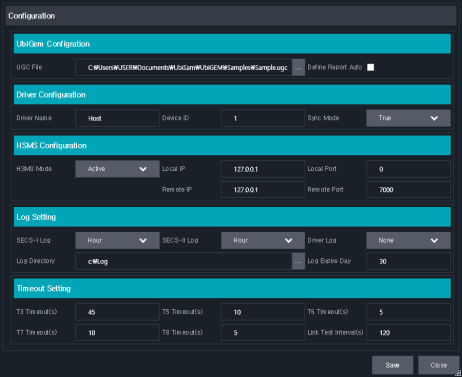 Configuration
UbiGem Configration
UGC File C:₩Users₩USER₩Documents₩UbiSam₩UbiGEM₩Samples₩Sample.ugc ... Define Report Auto
Driver Configration
Driver Name Host Device ID 1 Sync Mode True
HSMS Configration
HSMS Mode Active Local IP 127.0.0.1 Local Port 0
Remote IP 127.0.0.1 Remote Port 7000
Log Setting
SECS-I Log Hour SECS-II Log Hour Driver Log None
Log Directory c:₩Log ... Log Expire Day 30
Timeout Setting
T3 Timeout(s) 45 T5 Timeout(s) 10 T6 Timeout(s) 5
T7 Timeout(s) 10 T8 Timeout(s) 5 Link Test Interval(s) 120
Save Close